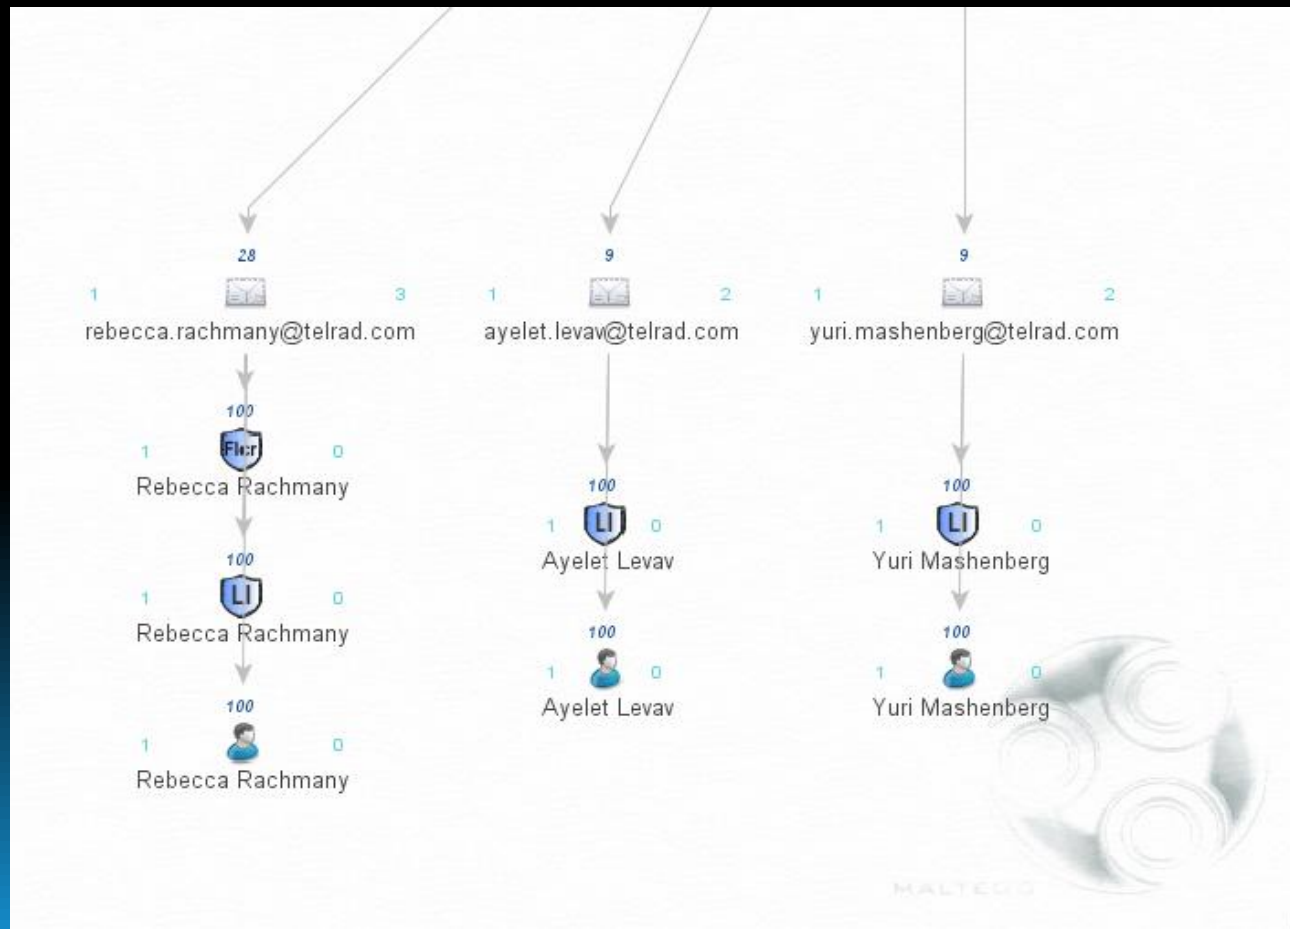 28 9 9
1 3 1 2 1 2
rebecca.rachmany@telrad.com ayelet.levav@telrad.com yuri.mashenberg@telrad.com
100
Flcr
1 0
Rebecca Rachmany
100 100
LI LI
1 0 1 0
Ayelet Levav Yuri Mashenberg
100
LI
1 0
Rebecca Rachmany
100 100
1 0 1 0
Ayelet Levav Yuri Mashenberg
100
1 0
Rebecca Rachmany
MALTEGO